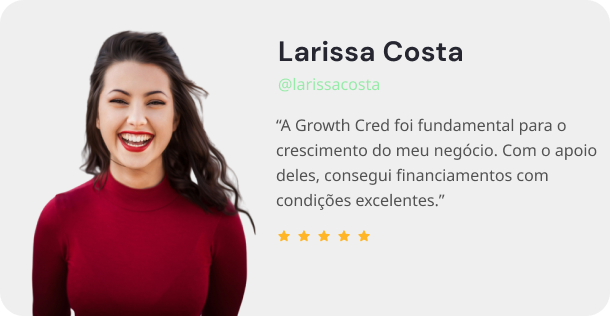 Larissa Costa
@larissacosta
“A Growth Cred foi fundamental para o
crescimento do meu negócio. Com o apoio
deles, consegui financiamentos com
condições excelentes.”